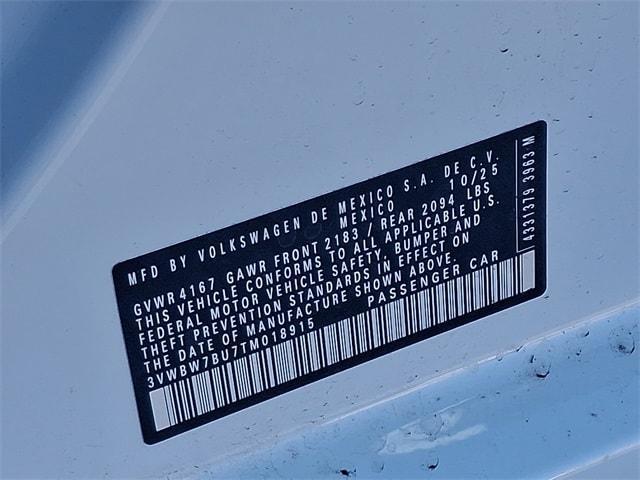 MFD BY VOLKSWAGEN DE MEXICO S.A. DE C.V.
MEXICO 10/25
GVWR 4167 GAWR FRONT 2183 / REAR 2094 LBS
THIS VEHICLE CONFORMS TO ALL APPLICABLE U.S.
FEDERAL MOTOR VEHICLE SAFETY, BUMPER AND
THEFT PREVENTION STANDARDS IN EFFECT ON
THE DATE OF MANUFACTURE SHOWN ABOVE.
3VWBW7BU7TM018915 PASSENGER CAR
4331379 3963 M